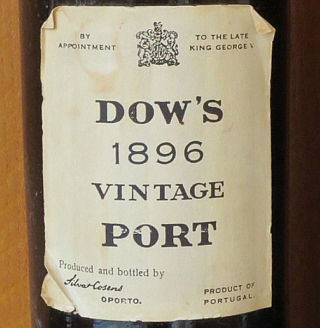 BY APPOINTMENT
TO THE LATE KING GEORGE V
DOW'S
1896
VINTAGE
PORT
Produced and bottled by
Silva & Cosens
OPORTO.
PRODUCE OF
PORTUGAL.